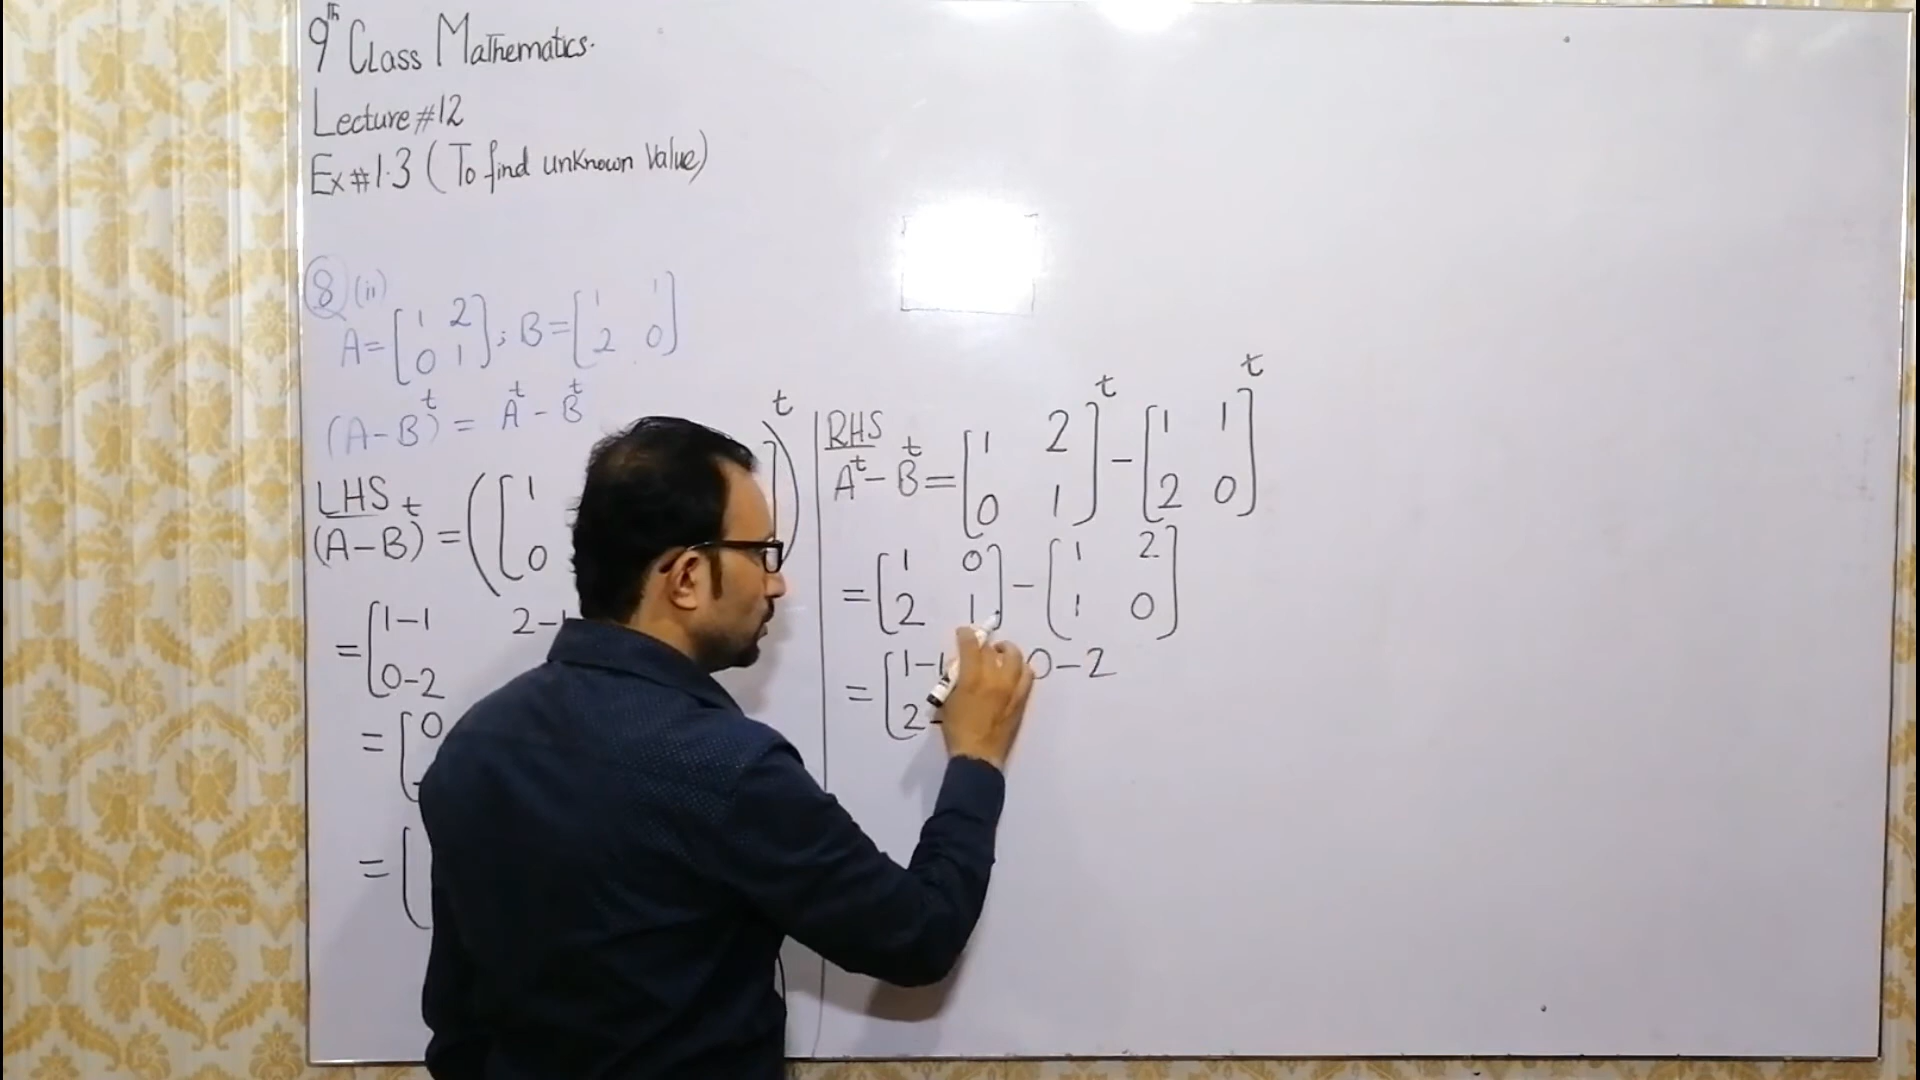 9th Class Mathematics.
Lecture #12
Ex#1.3 (To find unknown Value)
8 (ii)
A = [ 1 2
0 1 ] ; B = [ 1 1
2 0 ]
(A-B)^t = A^t - B^t
LHS
(A-B)^t = ([ 1
0 ])^t
= [ 1-1 2-
0-2
= [ 0
= [
RHS
A^t - B^t = [ 1 2
0 1 ]^t - [ 1 1
2 0 ]^t
= [ 1 0
2 1 ] - [ 1 2
1 0 ]
= [ 1-1 0-2
2-